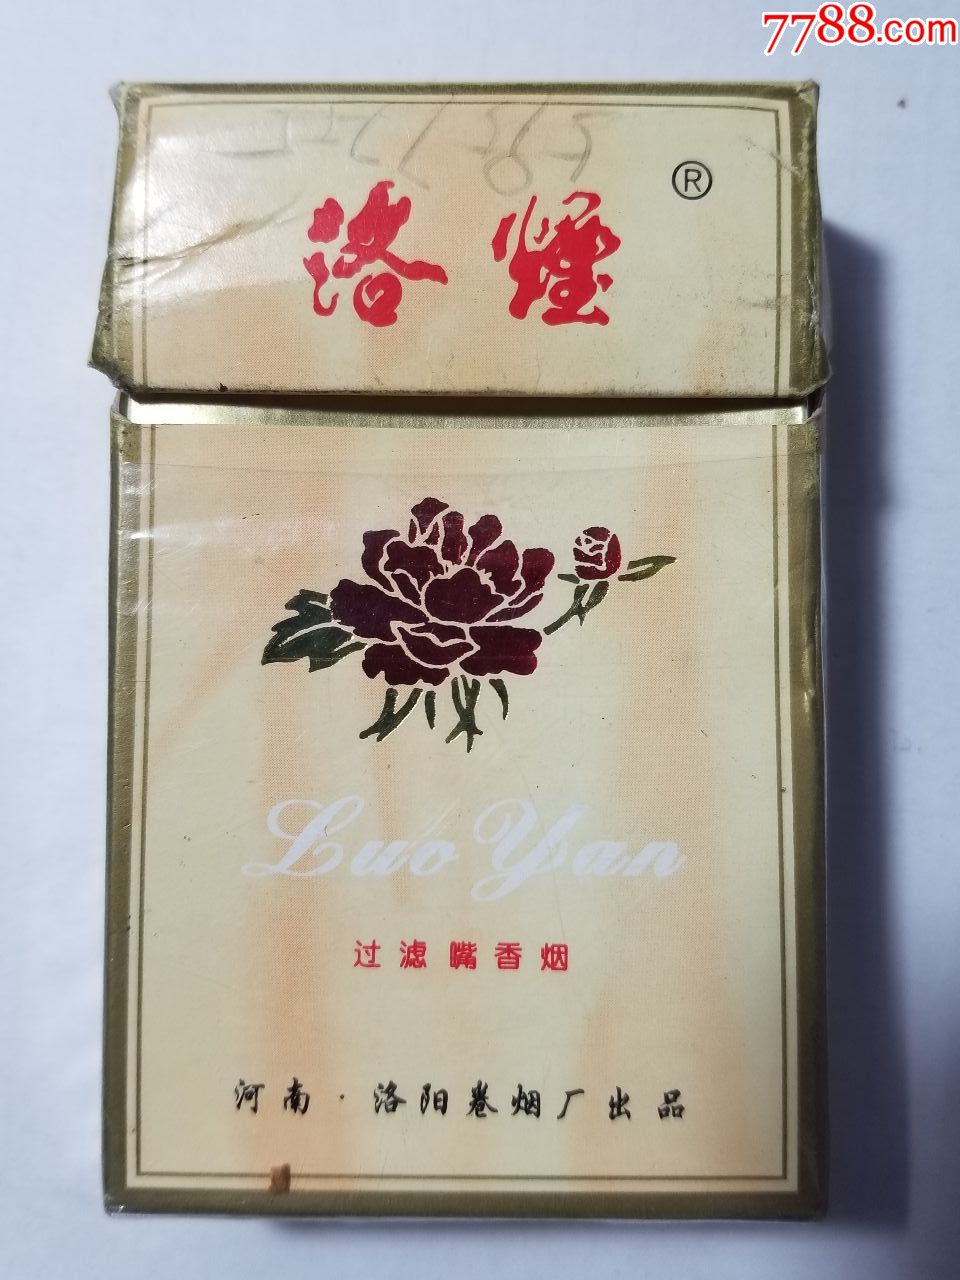 7788.com
洛煙
®
Luo Yan
过滤嘴香烟
河南·洛阳卷烟厂出品